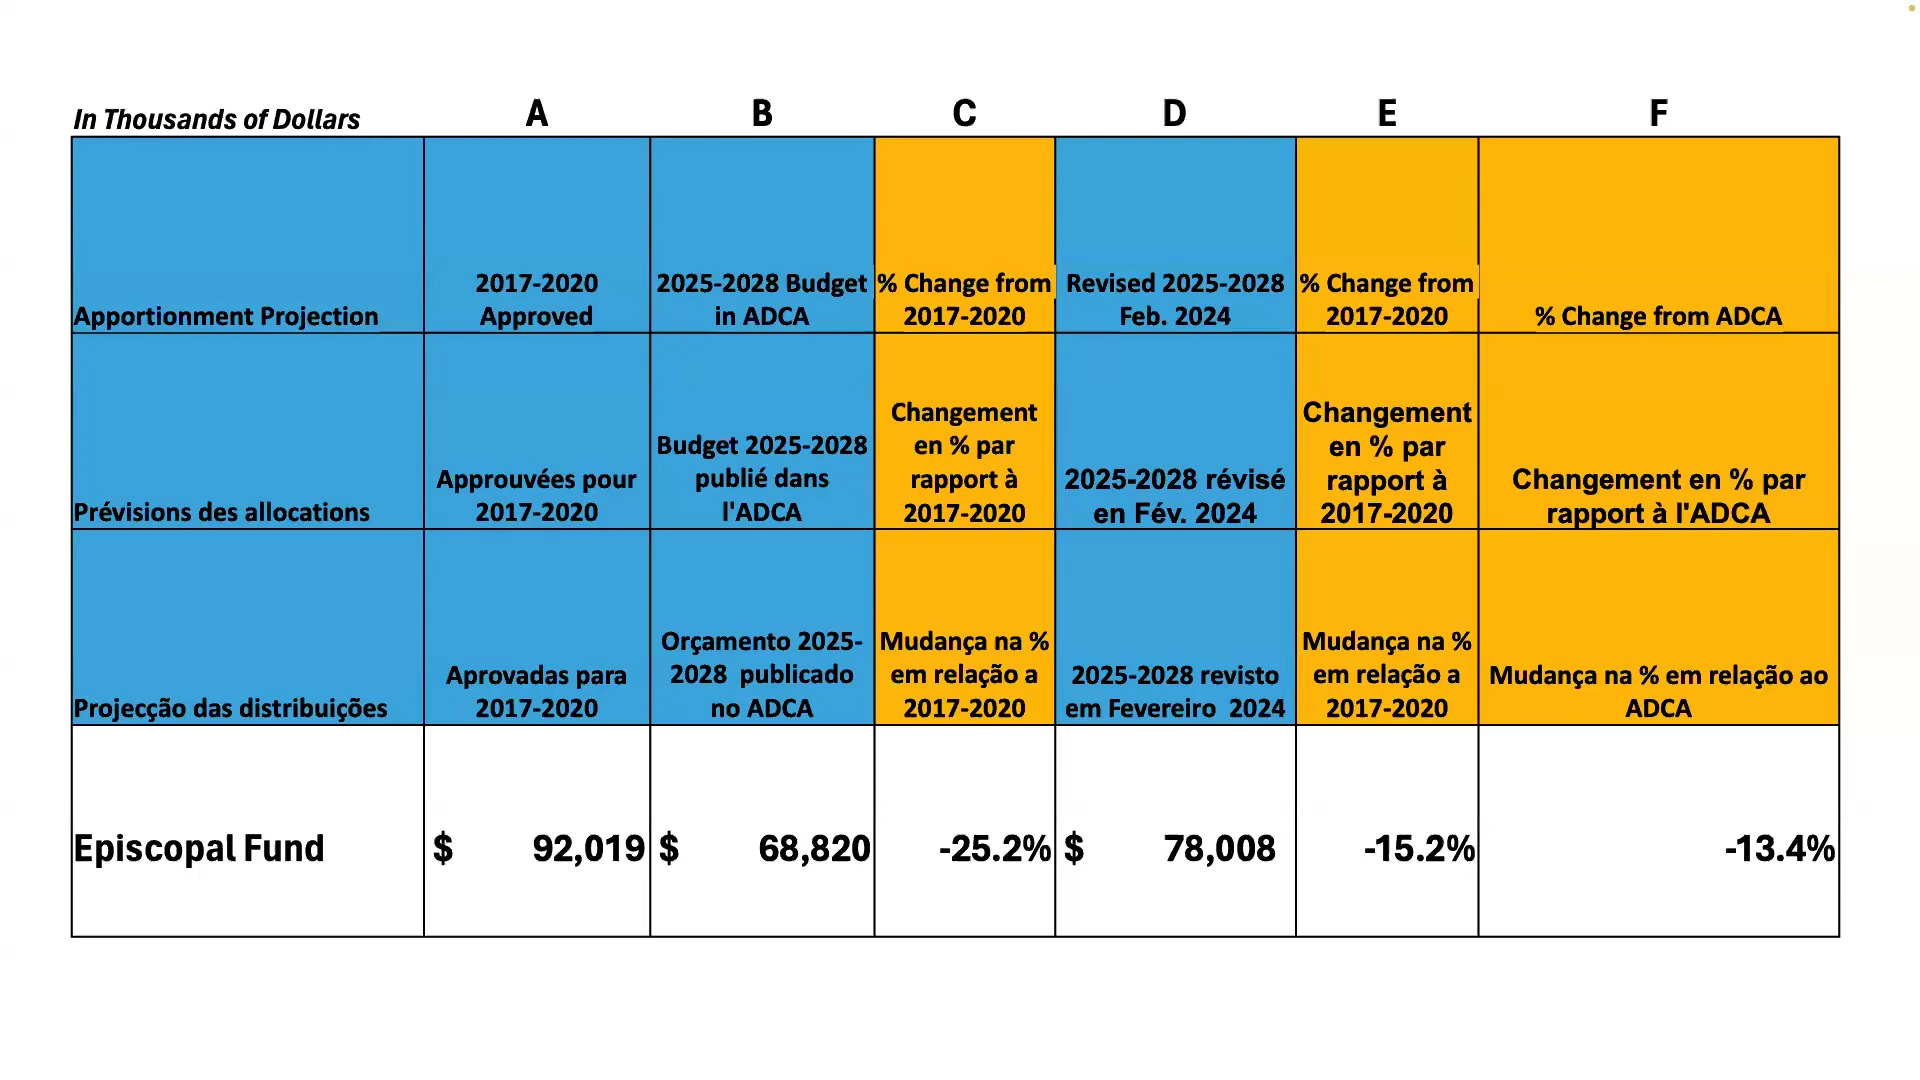 In Thousands of Dollars A B C D E F
Apportionment Projection
2017-2020
Approved
2025-2028 Budget
in ADCA
% Change from
2017-2020
Revised 2025-2028
Feb. 2024
% Change from
2017-2020
% Change from ADCA
Prévisions des allocations
Approuvées pour
2017-2020
Budget 2025-2028
publié dans
l'ADCA
Changement
en % par
rapport à
2017-2020
2025-2028 révisé
en Fév. 2024
Changement
en % par
rapport à
2017-2020
Changement en % par
rapport à l'ADCA
Projecção das distribuições
Aprovadas para
2017-2020
Orçamento 2025-
2028 publicado
no ADCA
Mudança na %
em relação a
2017-2020
2025-2028 revisto
em Fevereiro 2024
Mudança na %
em relação a
2017-2020
Mudança na % em relação ao
ADCA
Episcopal Fund $ 92,019 $ 68,820 -25.2% $ 78,008 -15.2% -13.4%